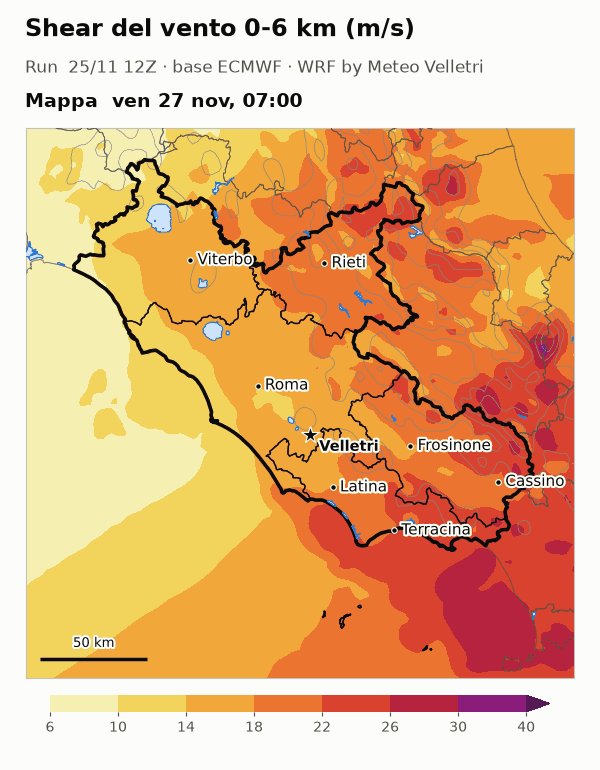 Shear del vento 0-6 km (m/s)
Run  25/11 12Z · base ECMWF · WRF by Meteo Velletri
Mappa  ven 27 nov, 07:00
Viterbo
Rieti
Roma
Velletri
Frosinone
Latina
Cassino
Terracina
50 km
6 10 14 18 22 26 30 40